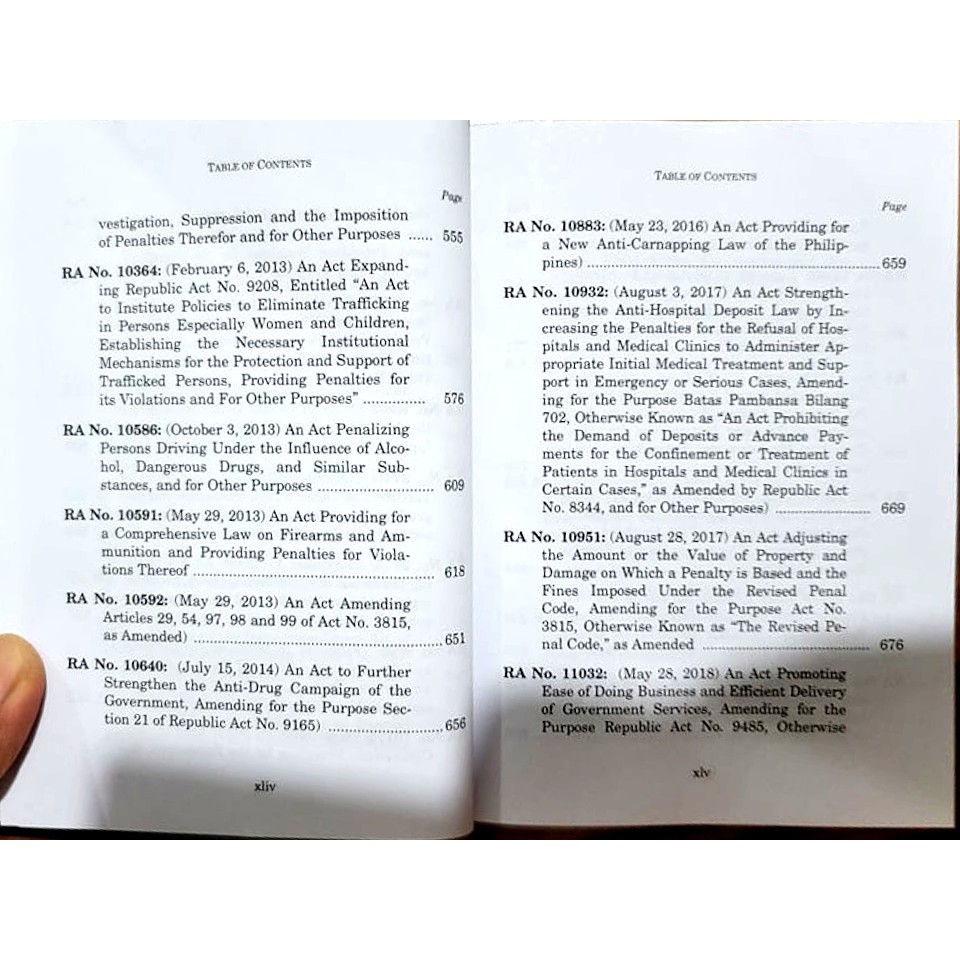 TABLE OF CONTENTS
Page
vestigation, Suppression and the Imposition
of Penalties Therefor and for Other Purposes ...... 555
RA No. 10364: (February 6, 2013) An Act Expand-
ing Republic Act No. 9208, Entitled “An Act
to Institute Policies to Eliminate Trafficking
in Persons Especially Women and Children,
Establishing the Necessary Institutional
Mechanisms for the Protection and Support of
Trafficked Persons, Providing Penalties for
its Violations and For Other Purposes” ............... 576
RA No. 10586: (October 3, 2013) An Act Penalizing
Persons Driving Under the Influence of Alco-
hol, Dangerous Drugs, and Similar Sub-
stances, and for Other Purposes ........................... 609
RA No. 10591: (May 29, 2013) An Act Providing for
a Comprehensive Law on Firearms and Am-
munition and Providing Penalties for Viola-
tions Thereof ........................................................ 618
RA No. 10592: (May 29, 2013) An Act Amending
Articles 29, 54, 97, 98 and 99 of Act No. 3815,
as Amended) ......................................................... 651
RA No. 10640: (July 15, 2014) An Act to Further
Strengthen the Anti-Drug Campaign of the
Government, Amending for the Purpose Sec-
tion 21 of Republic Act No. 9165) ......................... 656
xliv
TABLE OF CONTENTS
Page
RA No. 10883: (May 23, 2016) An Act Providing for
a New Anti-Carnapping Law of the Philip-
pines) .................................................................... 659
RA No. 10932: (August 3, 2017) An Act Strength-
ening the Anti-Hospital Deposit Law by In-
creasing the Penalties for the Refusal of Hos-
pitals and Medical Clinics to Administer Ap-
propriate Initial Medical Treatment and Sup-
port in Emergency or Serious Cases, Amend-
ing for the Purpose Batas Pambansa Bilang
702, Otherwise Known as “An Act Prohibiting
the Demand of Deposits or Advance Pay-
ments for the Confinement or Treatment of
Patients in Hospitals and Medical Clinics in
Certain Cases,” as Amended by Republic Act
No. 8344, and for Other Purposes) ...................... 669
RA No. 10951: (August 28, 2017) An Act Adjusting
the Amount or the Value of Property and
Damage on Which a Penalty is Based and the
Fines Imposed Under the Revised Penal
Code, Amending for the Purpose Act No.
3815, Otherwise Known as “The Revised Pe-
nal Code,” as Amended ....................................... 676
RA No. 11032: (May 28, 2018) An Act Promoting
Ease of Doing Business and Efficient Delivery
of Government Services, Amending for the
Purpose Republic Act No. 9485, Otherwise
xlv